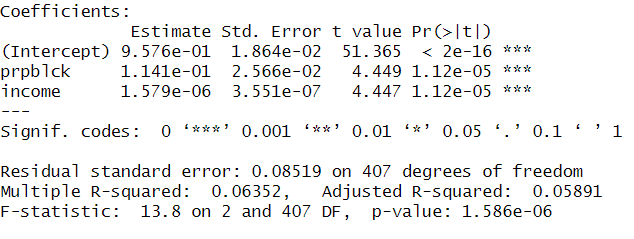 Coefficients:
Estimate Std. Error t value Pr(>|t|)
(Intercept) 9.576e-01 1.864e-02 51.365 < 2e-16 ***
prpblck 1.141e-01 2.566e-02 4.449 1.12e-05 ***
income 1.579e-06 3.551e-07 4.447 1.12e-05 ***
---
Signif. codes: 0 ‘***’ 0.001 ‘**’ 0.01 ‘*’ 0.05 ‘.’ 0.1 ‘ ’ 1
Residual standard error: 0.08519 on 407 degrees of freedom
Multiple R-squared: 0.06352, Adjusted R-squared: 0.05891
F-statistic: 13.8 on 2 and 407 DF, p-value: 1.586e-06